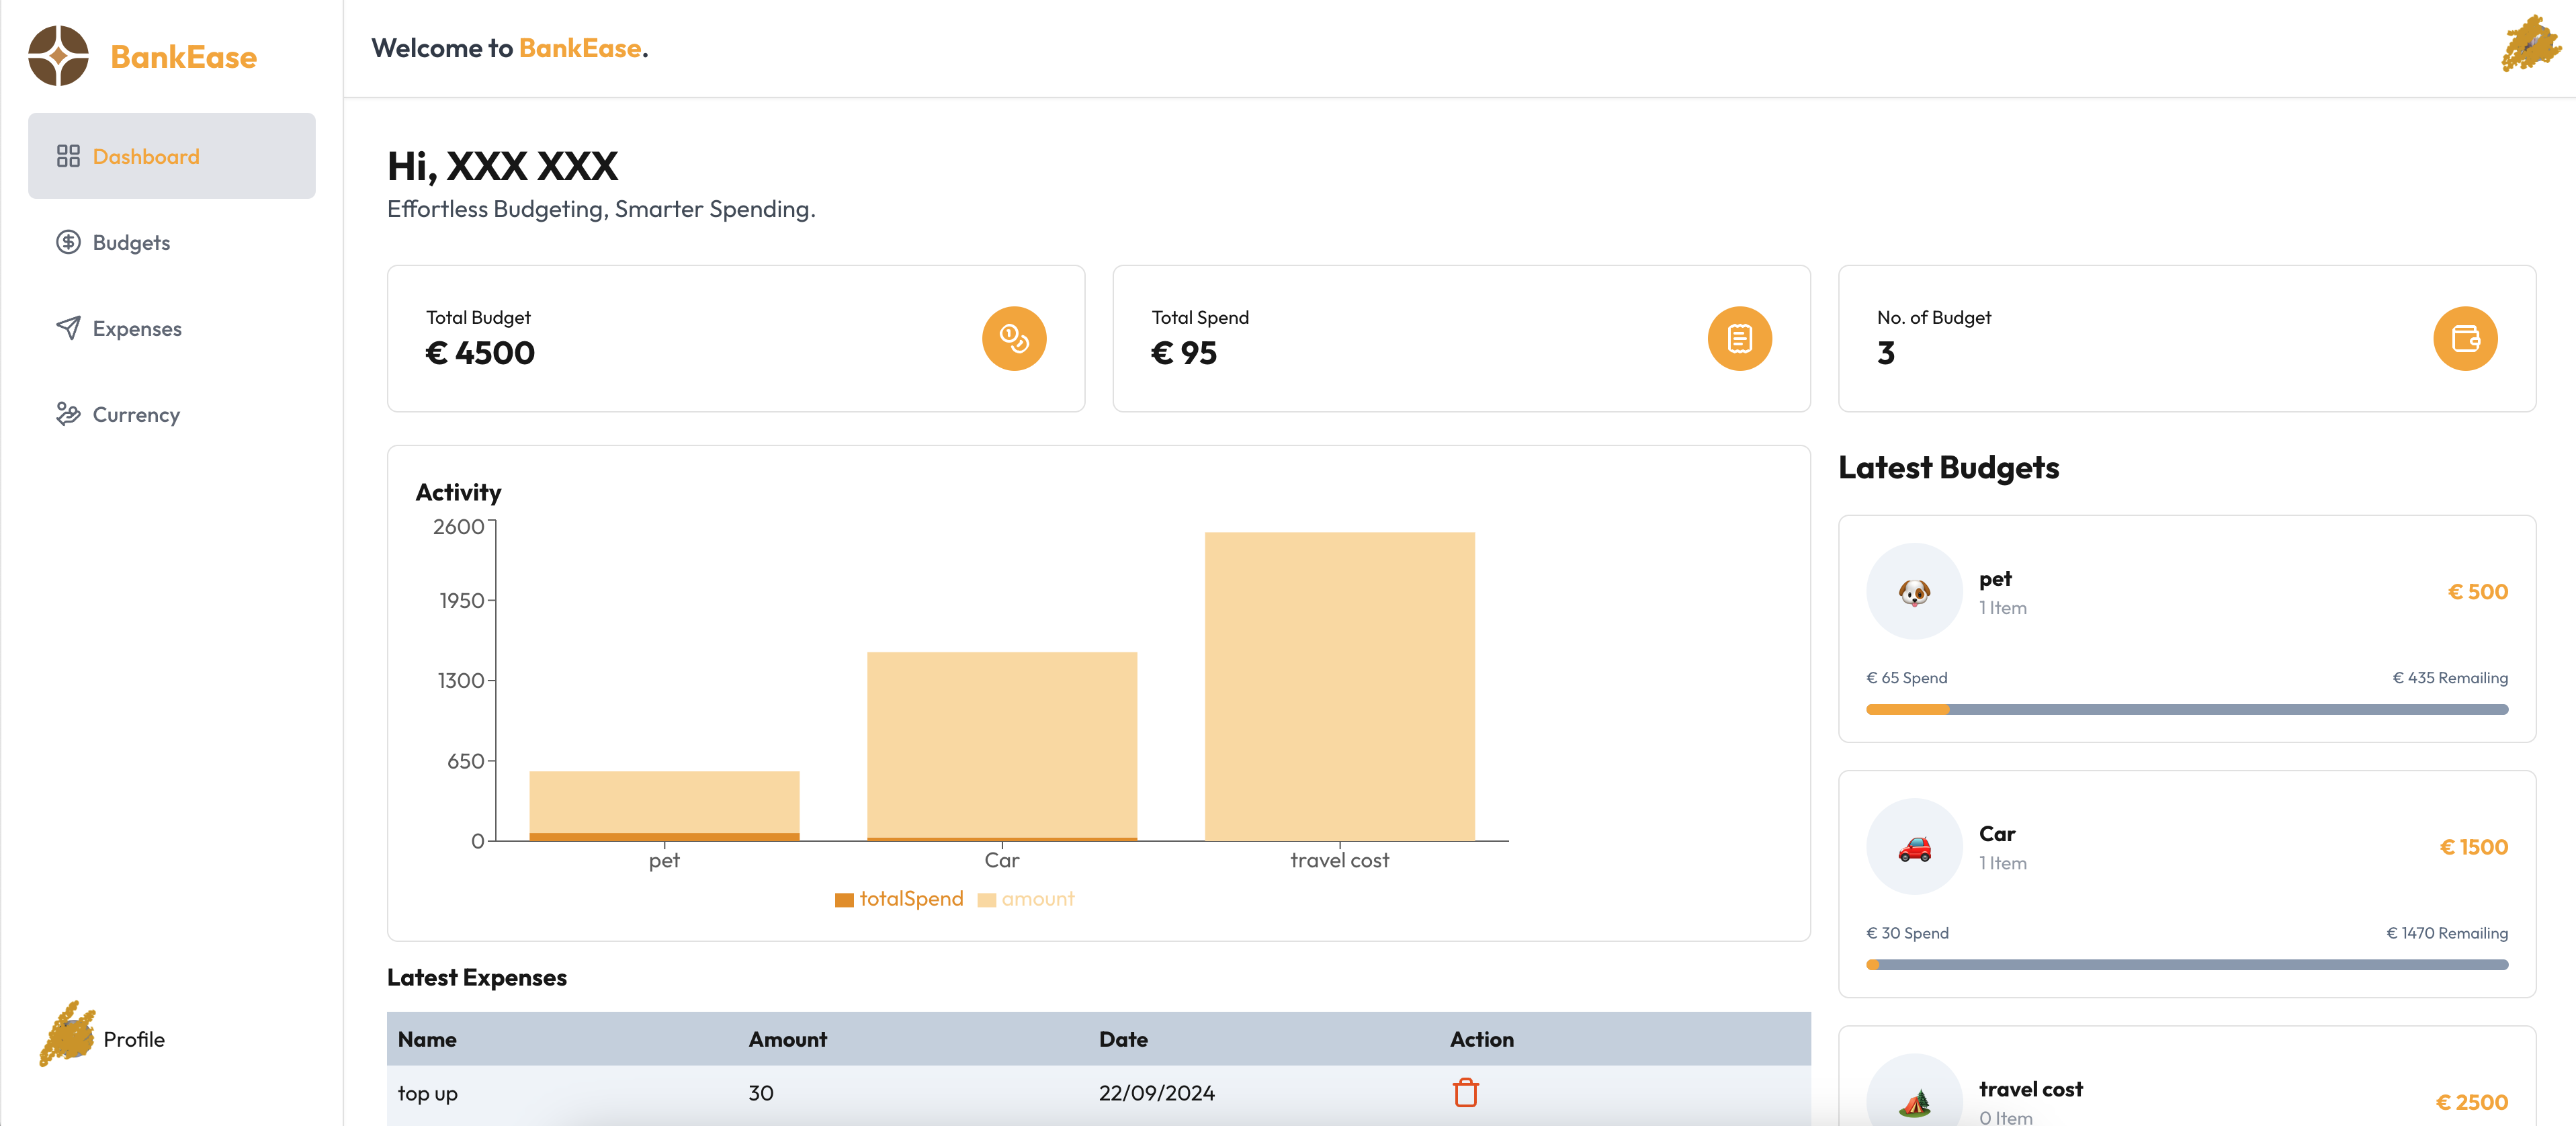 BankEase
Dashboard
Budgets
Expenses
Currency
Profile
Welcome to BankEase.
Hi, XXX XXX
Effortless Budgeting, Smarter Spending.
Total Budget
€ 4500
Total Spend
€ 95
No. of Budget
3
Activity
2600
1950
1300
650
0
pet
Car
travel cost
totalSpend amount
Latest Expenses
Name Amount Date Action
top up 30 22/09/2024
Latest Budgets
pet
1 Item
€ 500
€ 65 Spend € 435 Remailing
Car
1 Item
€ 1500
€ 30 Spend € 1470 Remailing
travel cost
0 Item
€ 2500